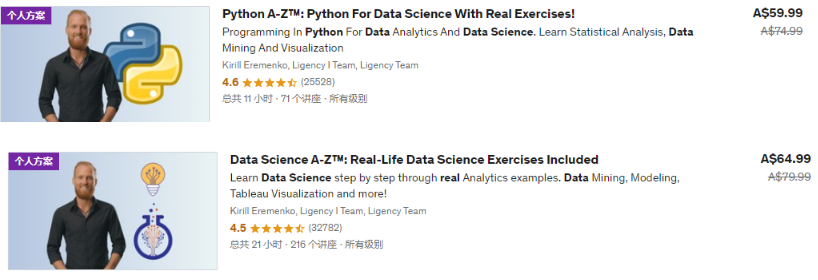 个人方案
Python A-Z™: Python For Data Science With Real Exercises!
A$59.99
Programming In Python For Data Analytics And Data Science. Learn Statistical Analysis, Data
A$74.99
Mining And Visualization
Kirill Eremenko, Ligency I Team, Ligency Team
4.6 (25528)
总共 11 小时 · 71 个讲座 · 所有级别
个人方案
Data Science A-Z™: Real-Life Data Science Exercises Included
A$64.99
Learn Data Science step by step through real Analytics examples. Data Mining, Modeling,
A$79.99
Tableau Visualization and more!
Kirill Eremenko, Ligency I Team, Ligency Team
4.5 (32782)
总共 21 小时 · 216 个讲座 · 所有级别